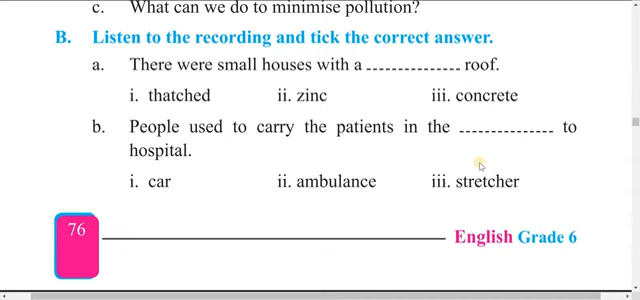 c. What can we do to minimise pollution?
B. Listen to the recording and tick the correct answer.
a. There were small houses with a ______________ roof.
i. thatched ii. zinc iii. concrete
b. People used to carry the patients in the ______________ to
hospital.
i. car ii. ambulance iii. stretcher
76
English Grade 6